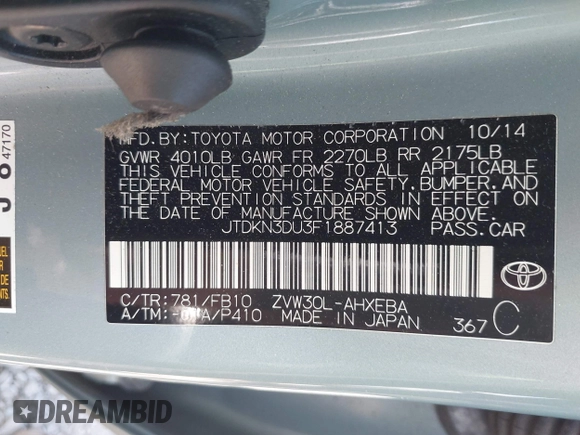 MFD. BY: TOYOTA MOTOR CORPORATION 10/14
GVWR 4010LB GAWR FR 2270LB RR 2175LB
THIS VEHICLE CONFORMS TO ALL APPLICABLE
FEDERAL MOTOR VEHICLE SAFETY, BUMPER, AND
THEFT PREVENTION STANDARDS IN EFFECT ON
THE DATE OF MANUFACTURE SHOWN ABOVE.
JTDKN3DU3F1887413 PASS. CAR
C/TR: 781/FB10 ZVW30L-AHXEBA
A/TM: A/P410 MADE IN JAPAN 367 C
TOYOTA
47170
DREAMBID